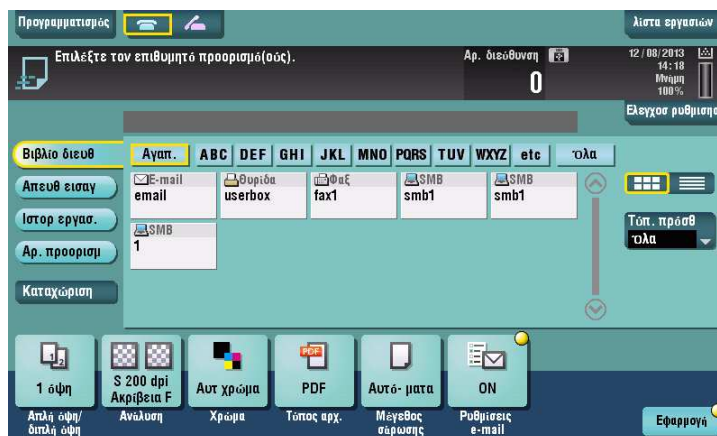 Προγραμματισμός
λίστα εργασιών
Επιλέξτε τον επιθυμητό προορισμό(ούς).
Αρ. διεύθυνση
0
12/08/2013
14:18
Μνήμη
100%
Ελεγχοσ ρυθμιση
Βιβλίο διευθ
Αγαπ. ABC DEF GHI JKL MNO PQRS TUV WXYZ etc Όλα
Απευθ εισαγ
Ιστορ εργασ.
Αρ. προορισμ
Καταχώριση
E-mail
email
Θυρίδα
userbox
Φαξ
fax1
SMB
smb1
SMB
smb1
SMB
1
Τύπ. πρόσθ
Όλα
1 όψη
S 200 dpi
Ακρίβεια F
Αυτ χρώμα
PDF
PDF
Αυτό- ματα
ON
Απλή όψη/
διπλή όψη
Ανάλυση
Χρώμα
Τύπος αρχ.
Μέγεθος
σάρωσης
Ρυθμίσεις
e-mail
Εφαρμογή